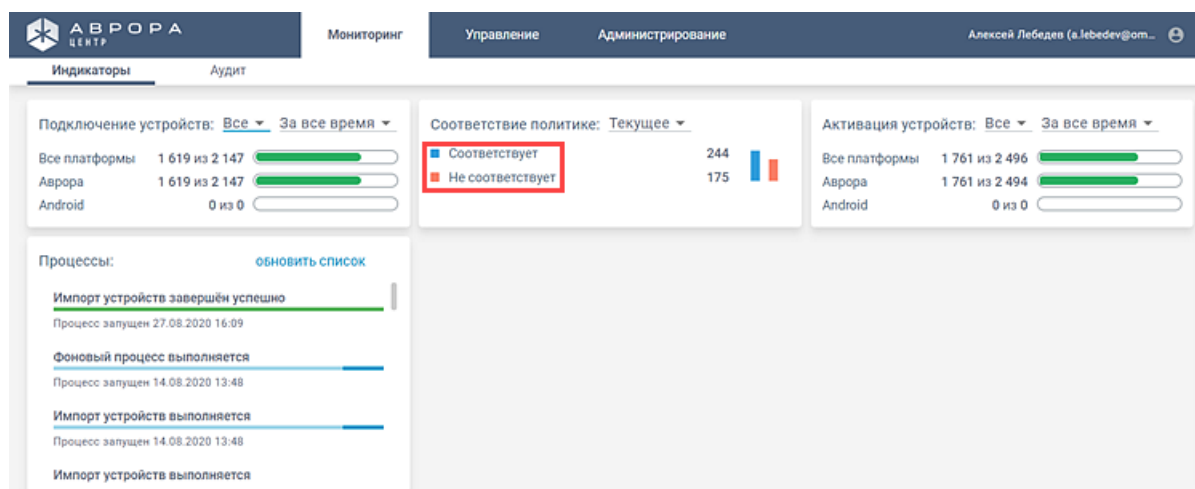 АВРОРА
ЦЕНТР
Мониторинг
Управление
Администрирование
Алексей Лебедев (a.lebedev@om...
Индикаторы
Аудит
Подключение устройств: Все За все время
Все платформы 1 619 из 2 147
Аврора 1 619 из 2 147
Android 0 из 0
Соответствие политике: Текущее
Соответствует 244
Не соответствует 175
Активация устройств: Все За все время
Все платформы 1 761 из 2 496
Аврора 1 761 из 2 494
Android 0 из 0
Процессы: ОБНОВИТЬ СПИСОК
Импорт устройств завершён успешно
Процесс запущен 27.08.2020 16:09
Фоновый процесс выполняется
Процесс запущен 14.08.2020 13:48
Импорт устройств выполняется
Процесс запущен 14.08.2020 13:48
Импорт устройств выполняется